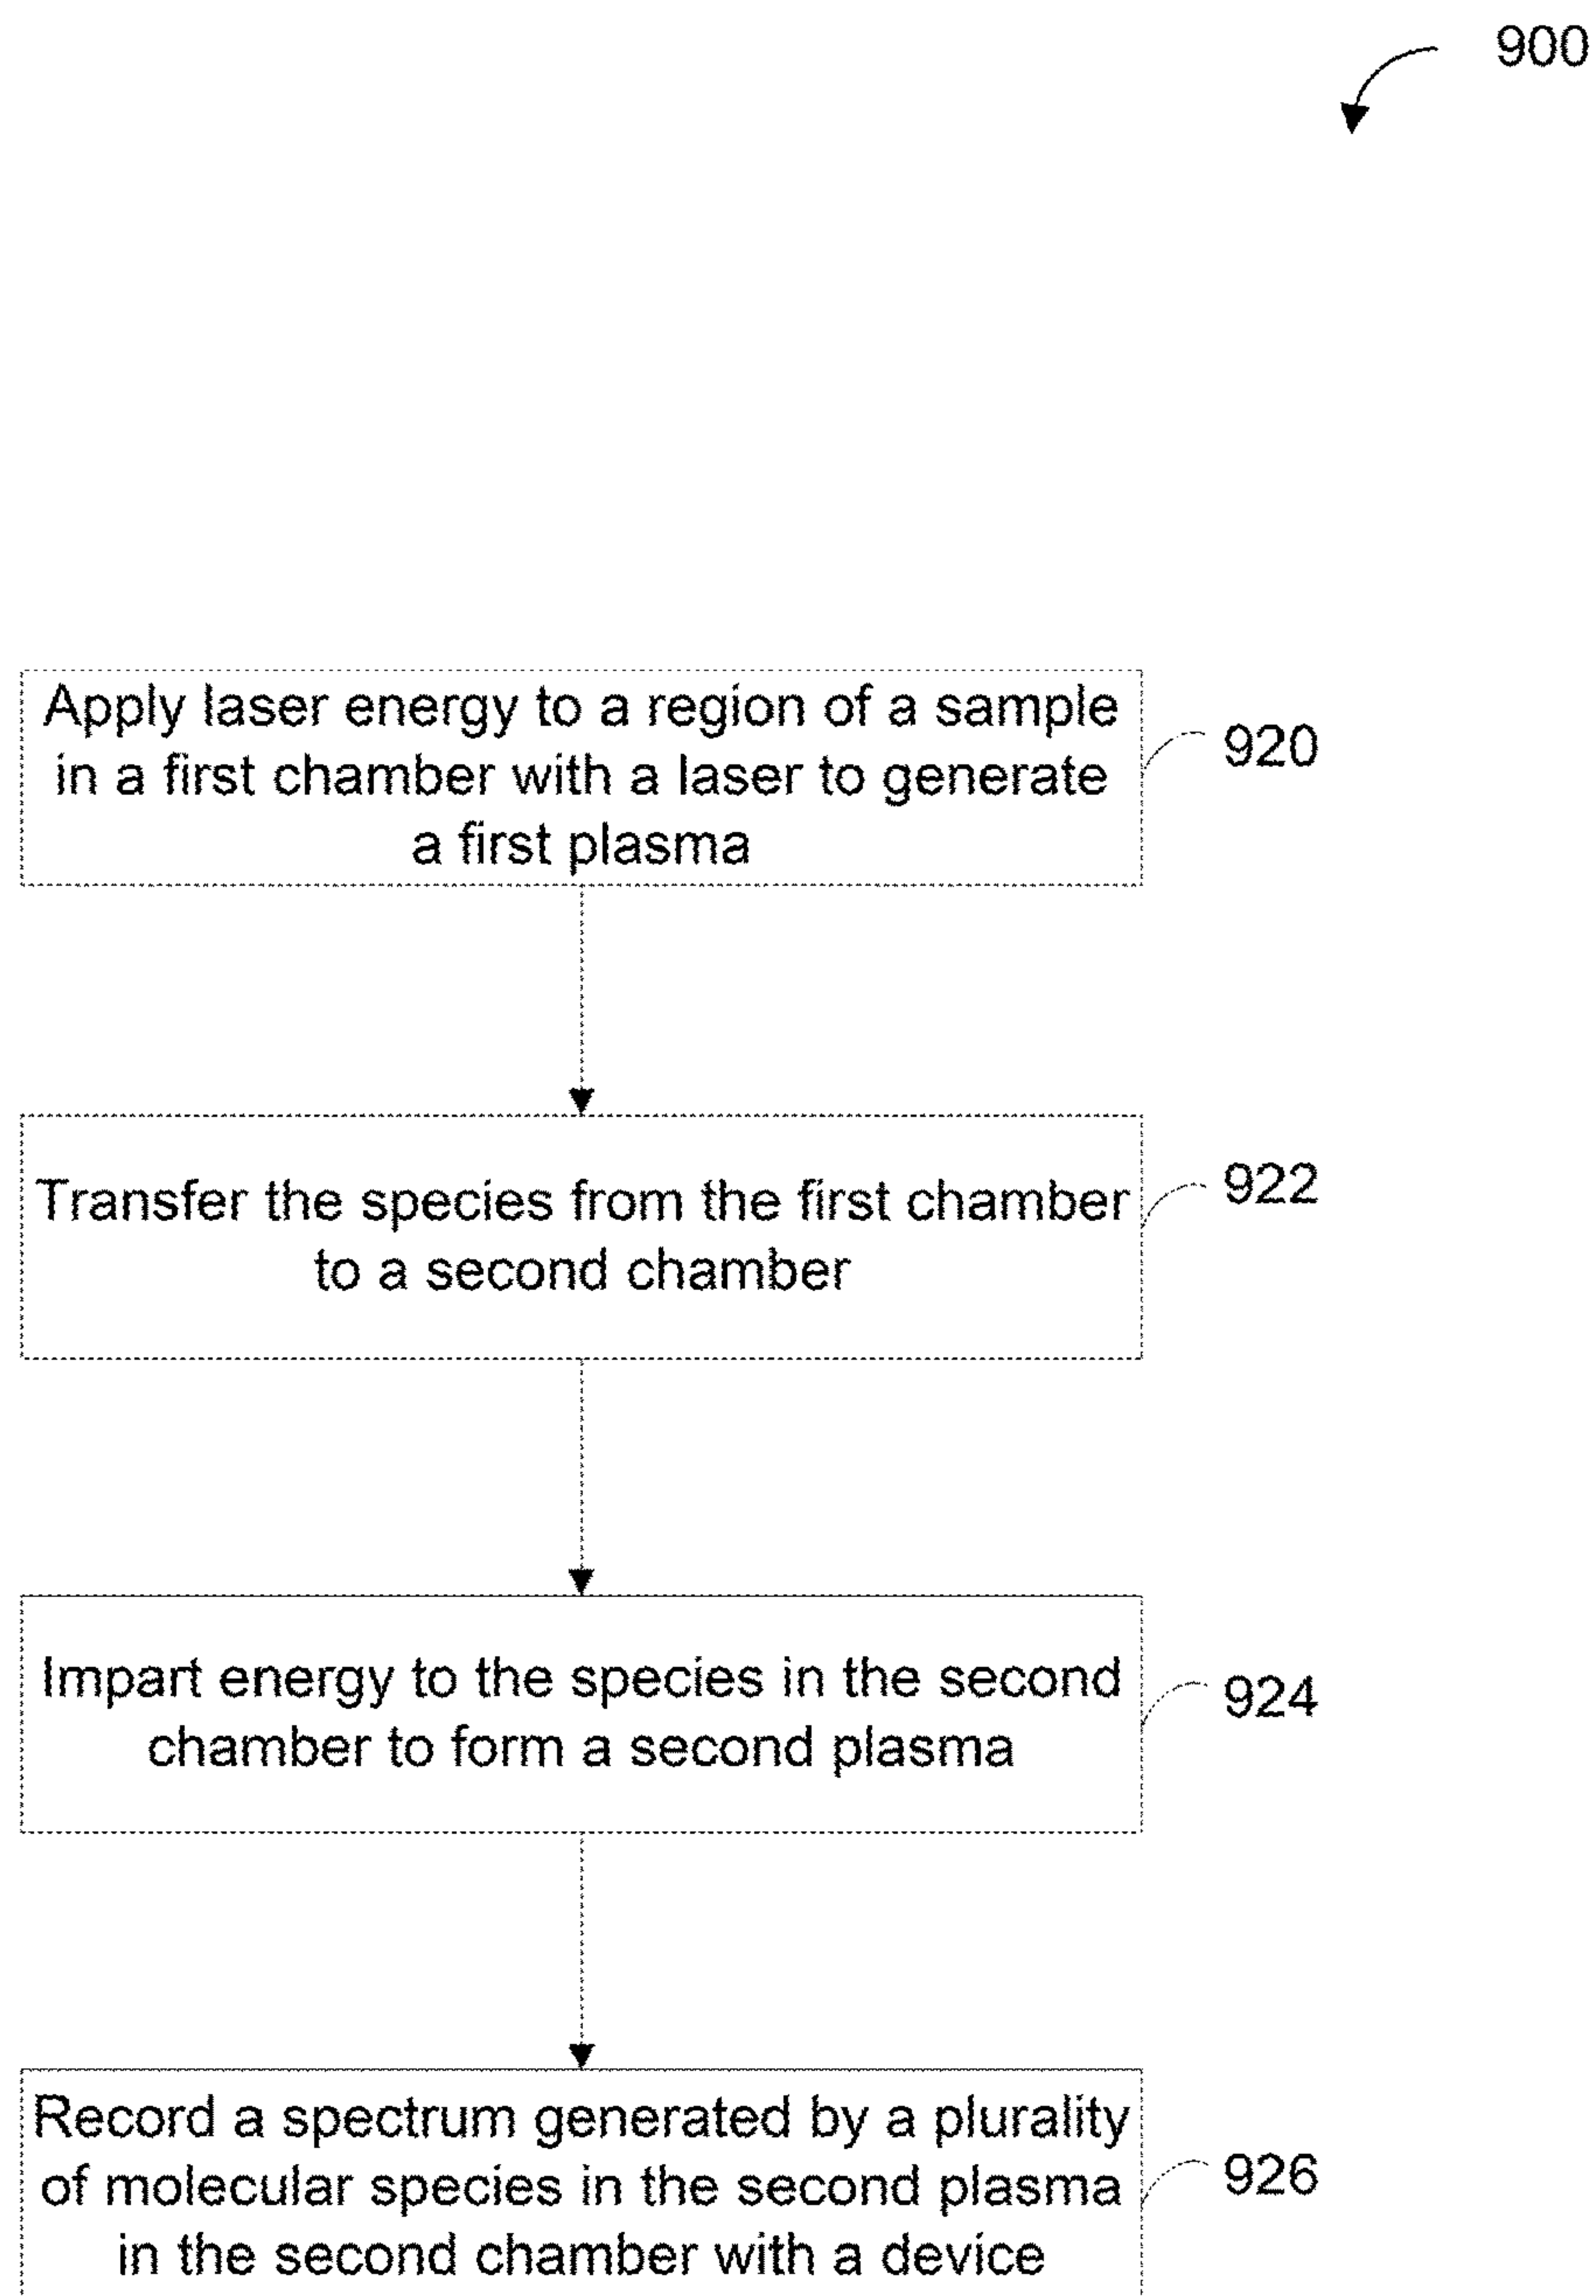 900
Apply laser energy to a region of a sample
in a first chamber with a laser to generate
a first plasma
920
Transfer the species from the first chamber
to a second chamber
922
Impart energy to the species in the second
chamber to form a second plasma
924
Record a spectrum generated by a plurality
of molecular species in the second plasma
in the second chamber with a device
926